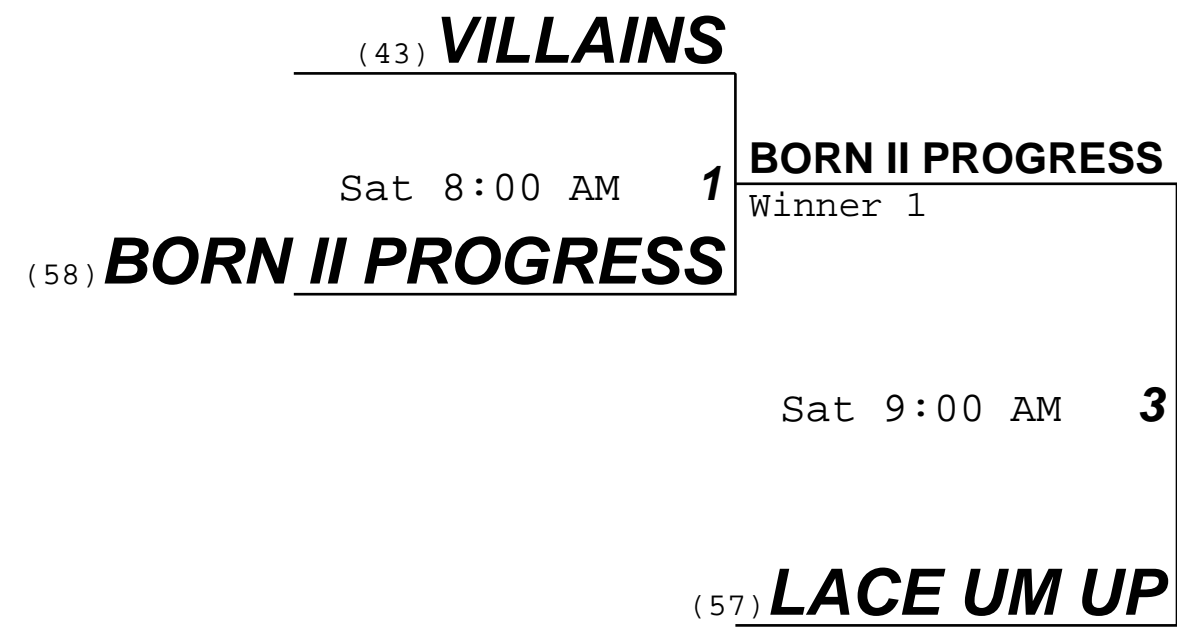 (43) VILLAINS
BORN II PROGRESS
Sat 8:00 AM 1
Winner 1
(58) BORN II PROGRESS
Sat 9:00 AM 3
(57) LACE UM UP